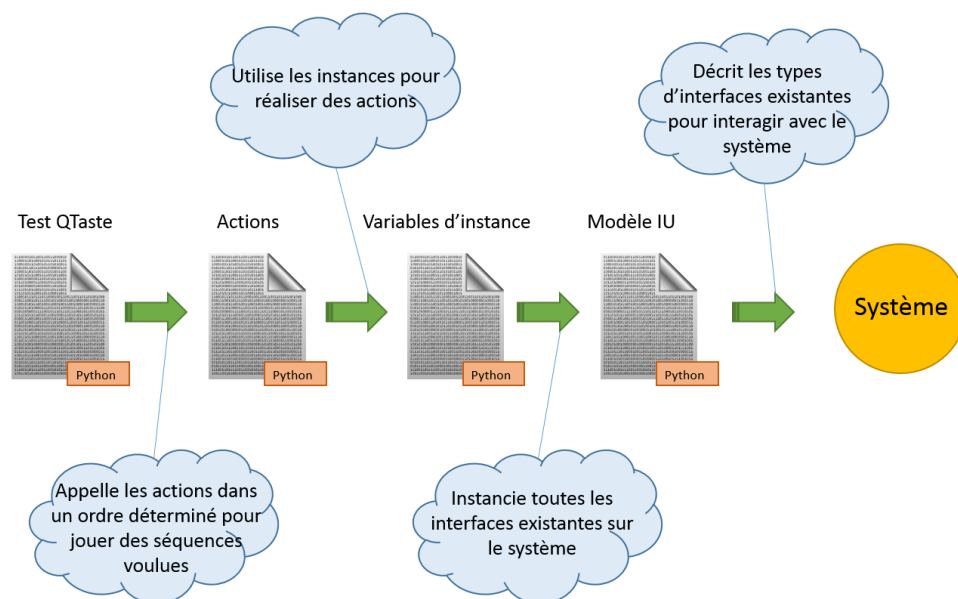 Utilise les instances pour
réaliser des actions
Décrit les types
d’interfaces existantes
pour interagir avec le
système
Test QTaste
Actions
Variables d’instance
Modèle IU
Python
Python
Python
Python
Système
Appelle les actions dans
un ordre déterminé pour
jouer des séquences
voulues
Instancie toutes les
interfaces existantes sur
le système